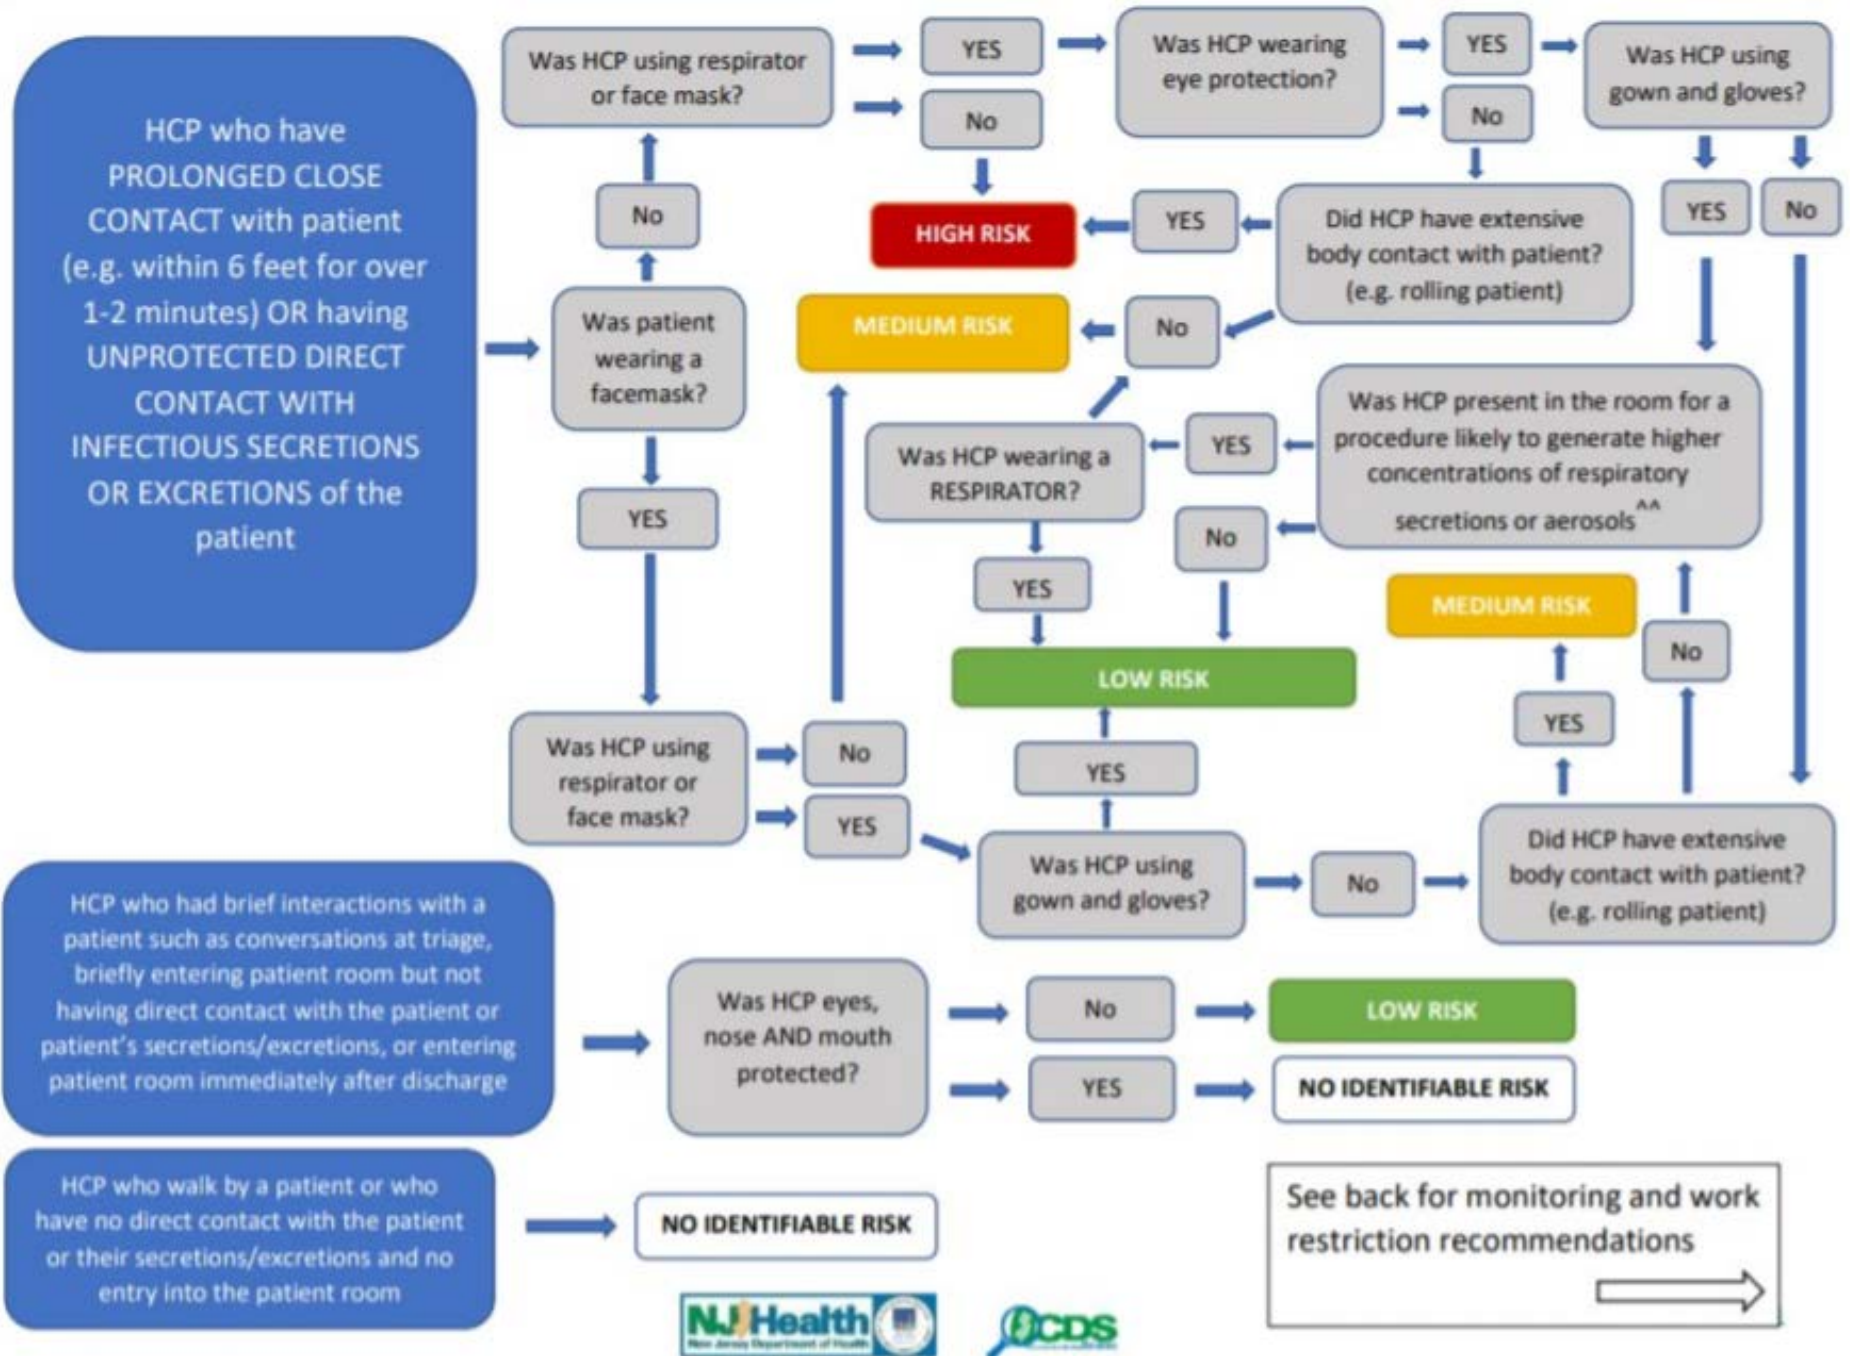 HCP who have
PROLONGED CLOSE
CONTACT with patient
(e.g. within 6 feet for over
1-2 minutes) OR having
UNPROTECTED DIRECT
CONTACT WITH
INFECTIOUS SECRETIONS
OR EXCRETIONS of the
patient
Was patient
wearing a
facemask?
No
YES
Was HCP using respirator
or face mask?
YES
No
Was HCP wearing
eye protection?
YES
No
Was HCP using
gown and gloves?
YES
No
HIGH RISK
YES
Did HCP have extensive
body contact with patient?
(e.g. rolling patient)
MEDIUM RISK
No
Was HCP wearing a
RESPIRATOR?
YES
Was HCP present in the room for a
procedure likely to generate higher
concentrations of respiratory
secretions or aerosols^^
No
YES
LOW RISK
MEDIUM RISK
No
YES
Was HCP using
respirator or
face mask?
No
YES
YES
Was HCP using
gown and gloves?
No
Did HCP have extensive
body contact with patient?
(e.g. rolling patient)
HCP who had brief interactions with a
patient such as conversations at triage,
briefly entering patient room but not
having direct contact with the patient or
patient's secretions/excretions, or entering
patient room immediately after discharge
Was HCP eyes,
nose AND mouth
protected?
No
LOW RISK
YES
NO IDENTIFIABLE RISK
HCP who walk by a patient or who
have no direct contact with the patient
or their secretions/excretions and no
entry into the patient room
NO IDENTIFIABLE RISK
See back for monitoring and work
restriction recommendations
NJ Health
New Jersey Department of Health
CDS